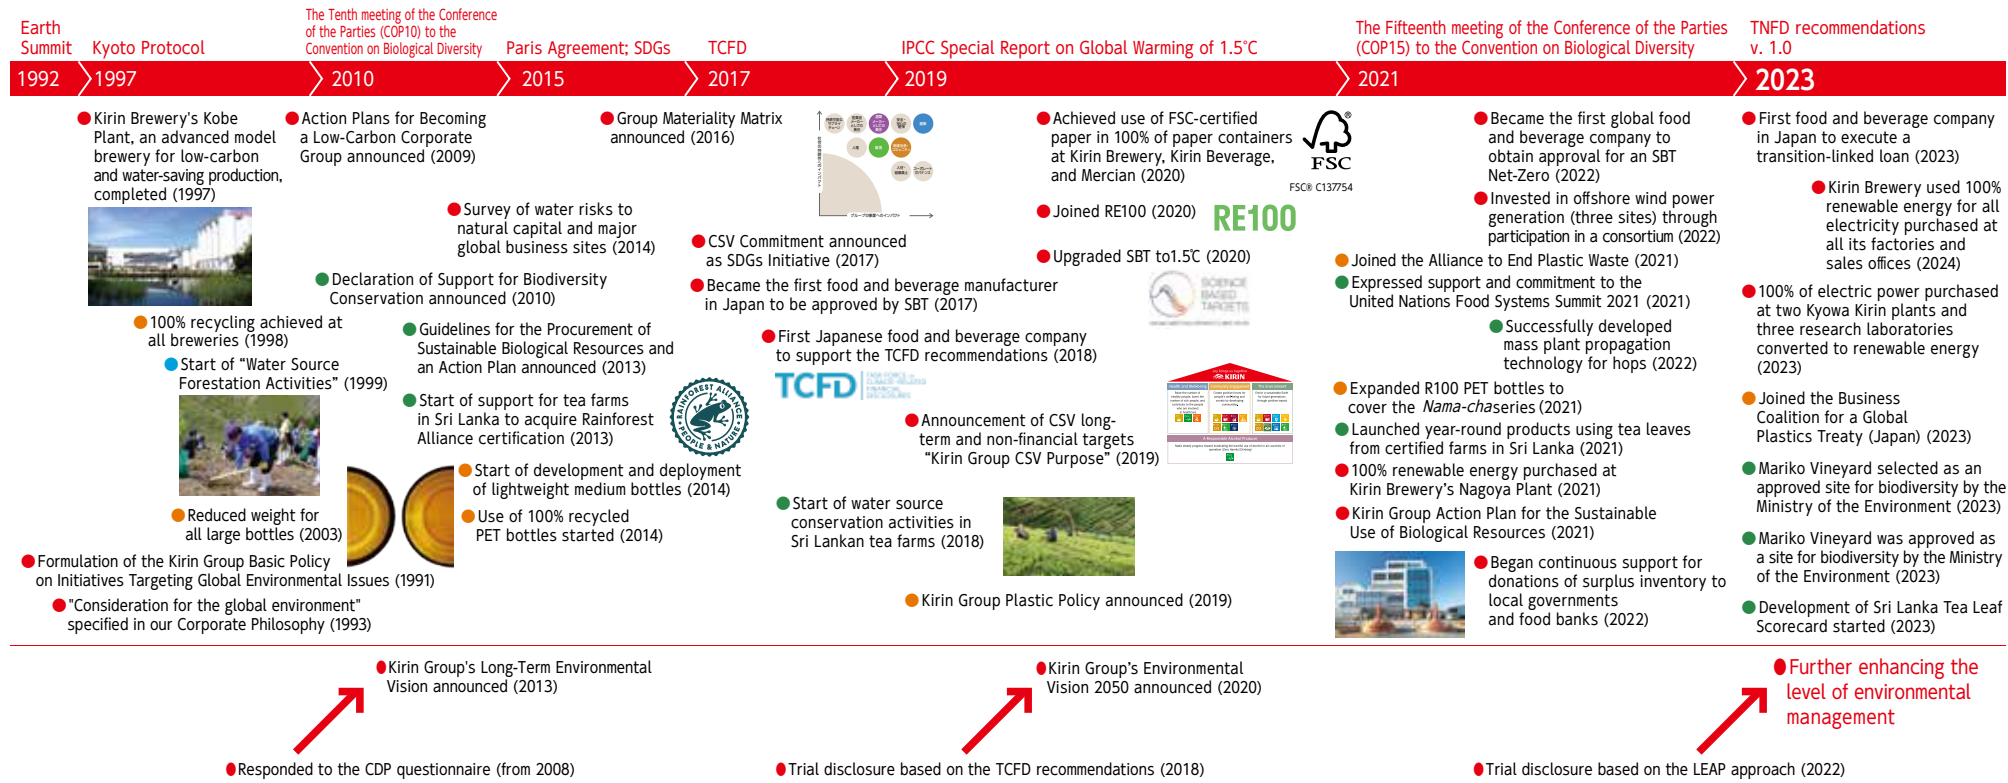 Earth
Summit
Kyoto Protocol
The Tenth meeting of the Conference
of the Parties (COP10) to the
Convention on Biological Diversity
Paris Agreement; SDGs
TCFD
IPCC Special Report on Global Warming of 1.5°C
The Fifteenth meeting of the Conference of the Parties
(COP15) to the Convention on Biological Diversity
TNFD recommendations
v. 1.0
1992
1997
2010
2015
2017
2019
2021
2023
Kirin Brewery's Kobe
Plant, an advanced model
brewery for low-carbon
and water-saving production,
completed (1997)
100% recycling achieved at
all breweries (1998)
Start of “Water Source
Forestation Activities” (1999)
Reduced weight for
all large bottles (2003)
Formulation of the Kirin Group Basic Policy
on Initiatives Targeting Global Environmental Issues (1991)
"Consideration for the global environment"
specified in our Corporate Philosophy (1993)
Action Plans for Becoming
a Low-Carbon Corporate
Group announced (2009)
Survey of water risks to
natural capital and major
global business sites (2014)
Declaration of Support for Biodiversity
Conservation announced (2010)
Guidelines for the Procurement of
Sustainable Biological Resources and
an Action Plan announced (2013)
Start of support for tea farms
in Sri Lanka to acquire Rainforest
Alliance certification (2013)
RAINFOREST ALLIANCE
PEOPLE & NATURE
Start of development and deployment
of lightweight medium bottles (2014)
Use of 100% recycled
PET bottles started (2014)
Group Materiality Matrix
announced (2016)
グループの事業へのインパクト
CSV Commitment announced
as SDGs Initiative (2017)
Became the first food and beverage manufacturer
in Japan to be approved by SBT (2017)
First Japanese food and beverage company
to support the TCFD recommendations (2018)
TCFD
TASK FORCE ON
CLIMATE-RELATED
FINANCIAL
DISCLOSURES
Announcement of CSV long-
term and non-financial targets
“Kirin Group CSV Purpose” (2019)
KIRIN
Start of water source
conservation activities in
Sri Lankan tea farms (2018)
Kirin Group Plastic Policy announced (2019)
Achieved use of FSC-certified
paper in 100% of paper containers
at Kirin Brewery, Kirin Beverage,
and Mercian (2020)
®
FSC
FSC® C137754
Joined RE100 (2020)
RE100
Upgraded SBT to1.5℃ (2020)
SCIENCE
BASED
TARGETS
Became the first global food
and beverage company to
obtain approval for an SBT
Net-Zero (2022)
Invested in offshore wind power
generation (three sites) through
participation in a consortium (2022)
Joined the Alliance to End Plastic Waste (2021)
Expressed support and commitment to the
United Nations Food Systems Summit 2021 (2021)
Successfully developed
mass plant propagation
technology for hops (2022)
Expanded R100 PET bottles to
cover the Nama-chaseries (2021)
Launched year-round products using tea leaves
from certified farms in Sri Lanka (2021)
100% renewable energy purchased at
Kirin Brewery’s Nagoya Plant (2021)
Kirin Group Action Plan for the Sustainable
Use of Biological Resources (2021)
Began continuous support for
donations of surplus inventory to
local governments
and food banks (2022)
First food and beverage company
in Japan to execute a
transition-linked loan (2023)
Kirin Brewery used 100%
renewable energy for all
electricity purchased at
all its factories and
sales offices (2024)
100% of electric power purchased
at two Kyowa Kirin plants and
three research laboratories
converted to renewable energy
(2023)
Joined the Business
Coalition for a Global
Plastics Treaty (Japan) (2023)
Mariko Vineyard selected as an
approved site for biodiversity by the
Ministry of the Environment (2023)
Mariko Vineyard was approved as
a site for biodiversity by the Ministry
of the Environment (2023)
Development of Sri Lanka Tea Leaf
Scorecard started (2023)
Kirin Group's Long-Term Environmental
Vision announced (2013)
Responded to the CDP questionnaire (from 2008)
Kirin Group’s Environmental
Vision 2050 announced (2020)
Trial disclosure based on the TCFD recommendations (2018)
Further enhancing the
level of environmental
management
Trial disclosure based on the LEAP approach (2022)